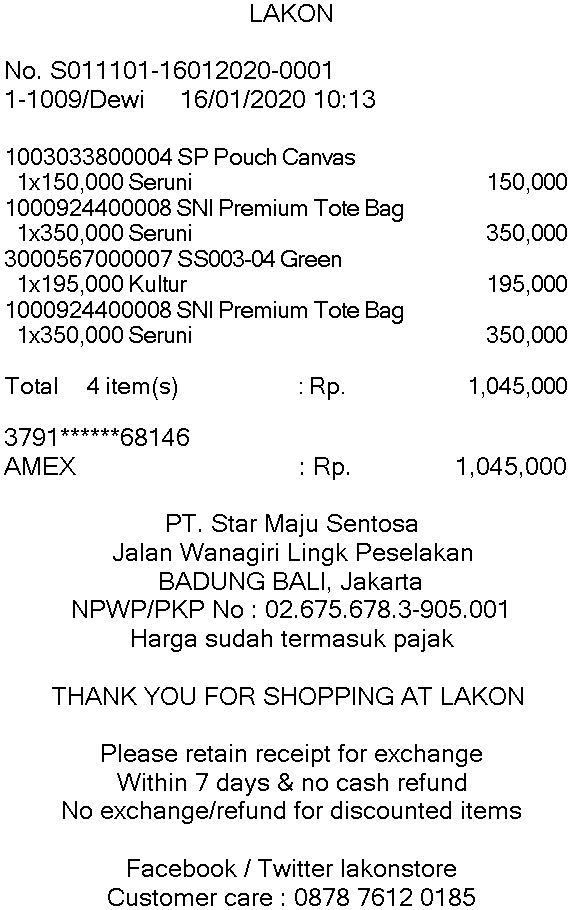 LAKON
No. S011101-16012020-0001
1-1009/Dewi 16/01/2020 10:13
1003033800004 SP Pouch Canvas
1x150,000 Seruni 150,000
1000924400008 SNI Premium Tote Bag
1x350,000 Seruni 350,000
3000567000007 SS003-04 Green
1x195,000 Kultur 195,000
1000924400008 SNI Premium Tote Bag
1x350,000 Seruni 350,000
Total 4 item(s) : Rp. 1,045,000
3791******68146
AMEX : Rp. 1,045,000
PT. Star Maju Sentosa
Jalan Wanagiri Lingk Peselakan
BADUNG BALI, Jakarta
NPWP/PKP No : 02.675.678.3-905.001
Harga sudah termasuk pajak
THANK YOU FOR SHOPPING AT LAKON
Please retain receipt for exchange
Within 7 days & no cash refund
No exchange/refund for discounted items
Facebook / Twitter lakonstore
Customer care : 0878 7612 0185